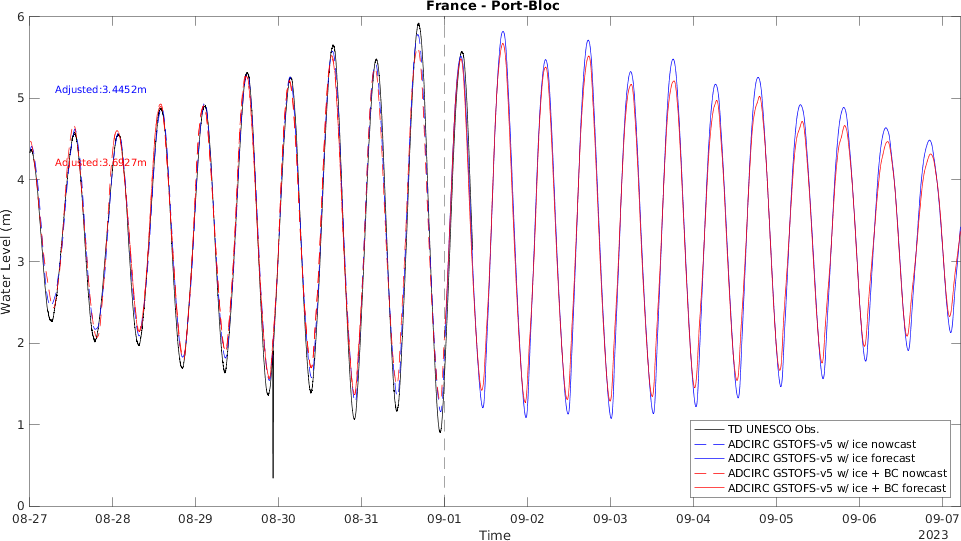 France - Port-Bloc
Water Level (m)
6
5
4
3
2
1
0
Adjusted:3.4452m
Adjusted:3.6927m
TD UNESCO Obs.
ADCIRC GSTOFS-v5 w/ ice nowcast
ADCIRC GSTOFS-v5 w/ ice forecast
ADCIRC GSTOFS-v5 w/ ice + BC nowcast
ADCIRC GSTOFS-v5 w/ ice + BC forecast
08-27 08-28 08-29 08-30 08-31 09-01 09-02 09-03 09-04 09-05 09-06 09-07
Time
2023